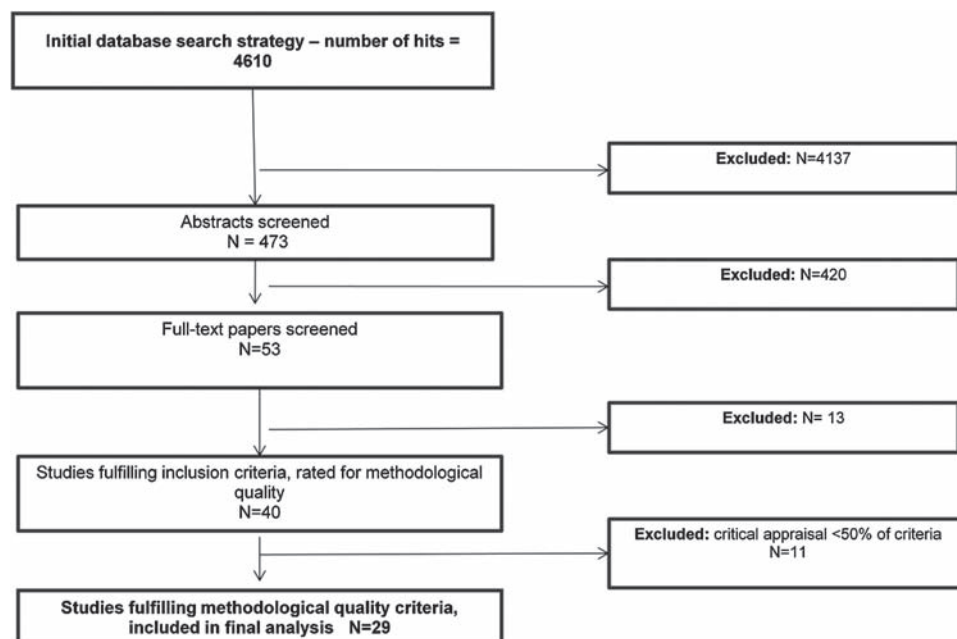 Initial database search strategy – number of hits =
4610
Excluded: N=4137
Abstracts screened
N = 473
Excluded: N=420
Full-text papers screened
N=53
Excluded: N= 13
Studies fulfilling inclusion criteria, rated for methodological
quality
N=40
Excluded: critical appraisal <50% of criteria
N=11
Studies fulfilling methodological quality criteria,
included in final analysis N=29